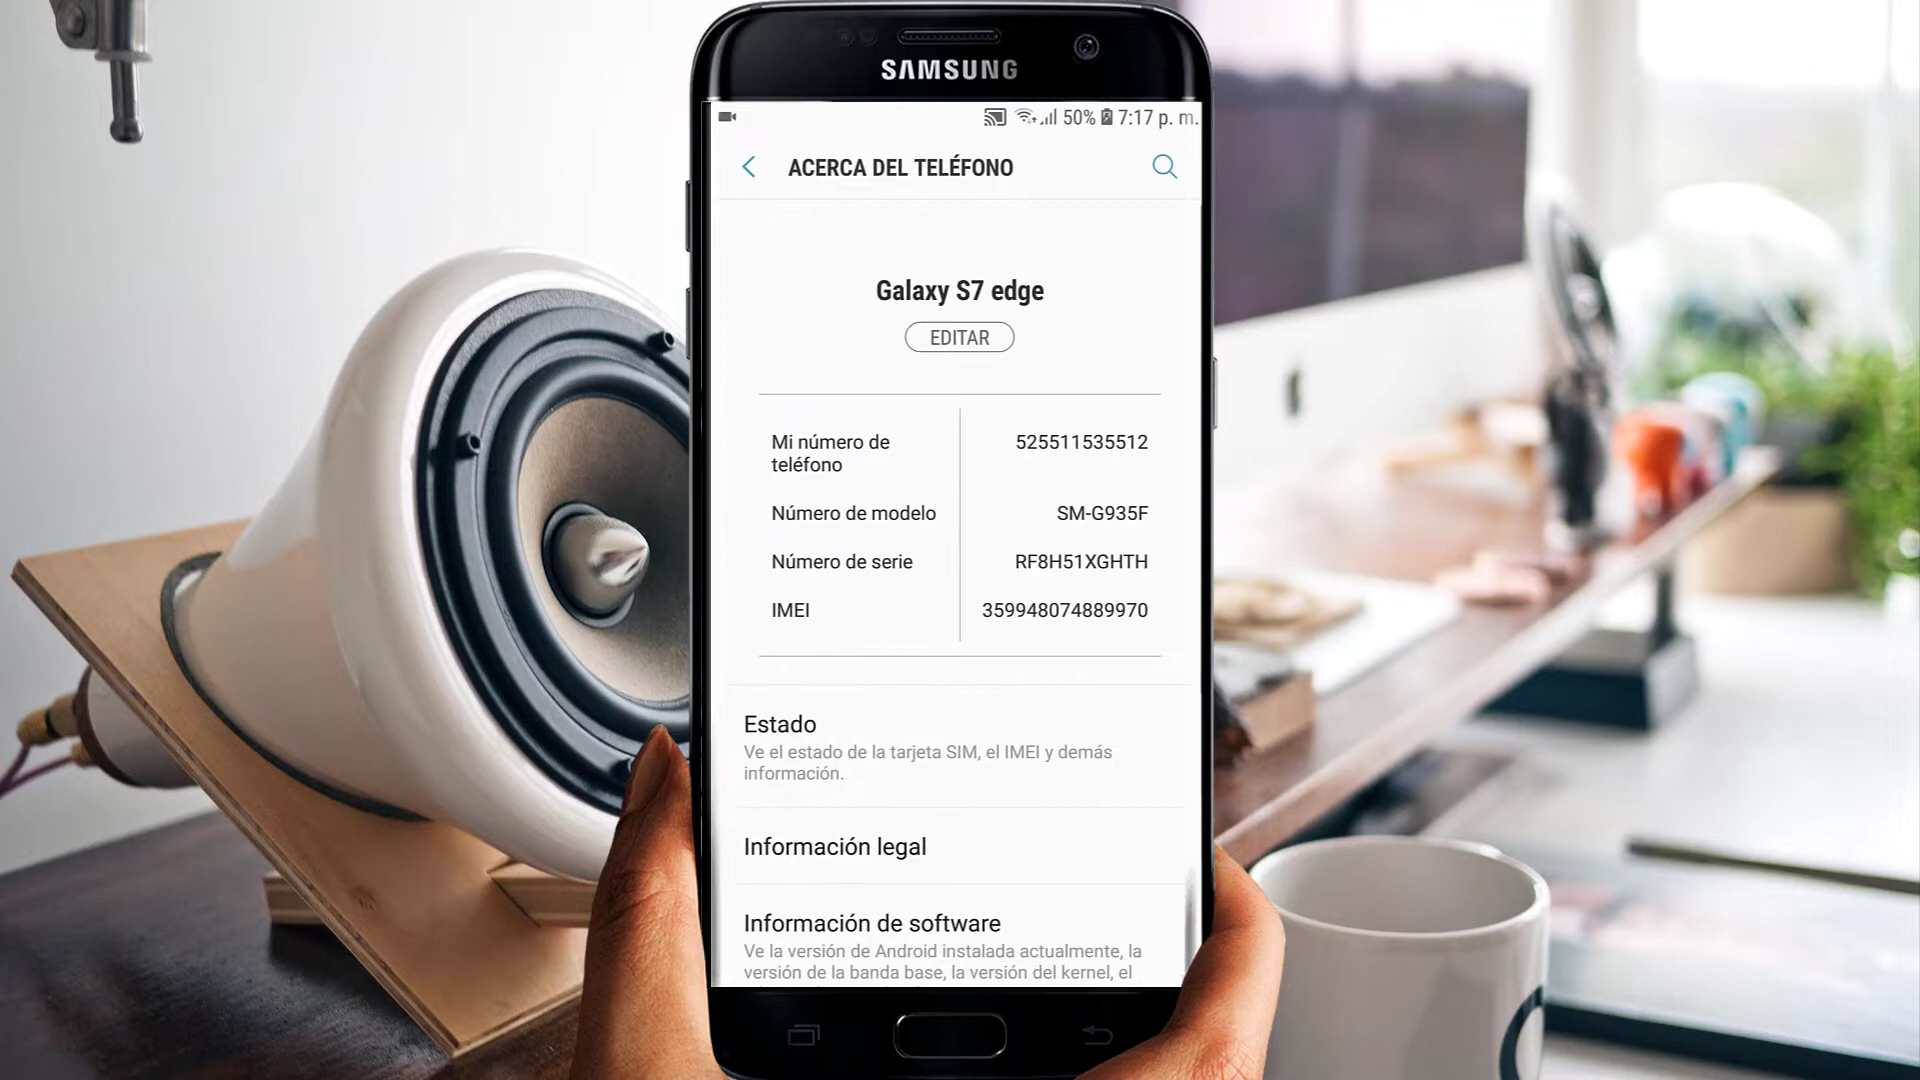 SAMSUNG
50% 7:17 p. m.
ACERCA DEL TELÉFONO
Galaxy S7 edge
EDITAR
Mi número de
teléfono
525511535512
Número de modelo
SM-G935F
Número de serie
RF8H51XGHTH
IMEI
359948074889970
Estado
Ve el estado de la tarjeta SIM, el IMEI y demás
información.
Información legal
Información de software
Ve la versión de Android instalada actualmente, la
versión de la banda base, la versión del kernel, el